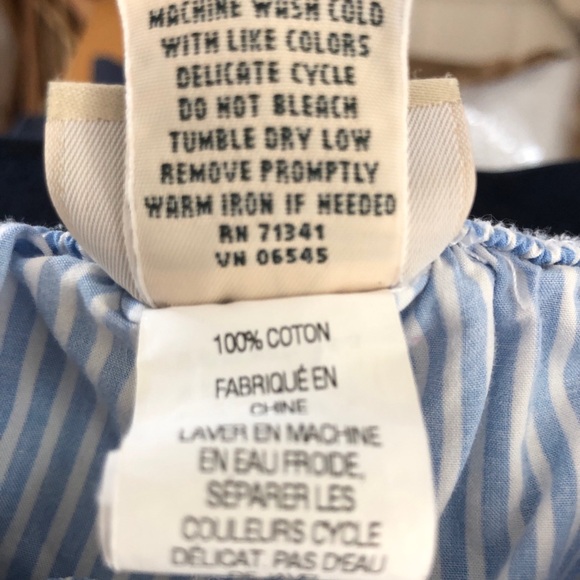 MACHINE WASH COLD
WITH LIKE COLORS
DELICATE CYCLE
DO NOT BLEACH
TUMBLE DRY LOW
REMOVE PROMPTLY
WARM IRON IF NEEDED
RN 71341
VN 06545
100% COTON
FABRIQUÉ EN
CHINE
LAVER EN MACHINE
EN EAU FROIDE,
SÉPARER LES
COULEURS CYCLE
DÉLICAT PAS D'EAU